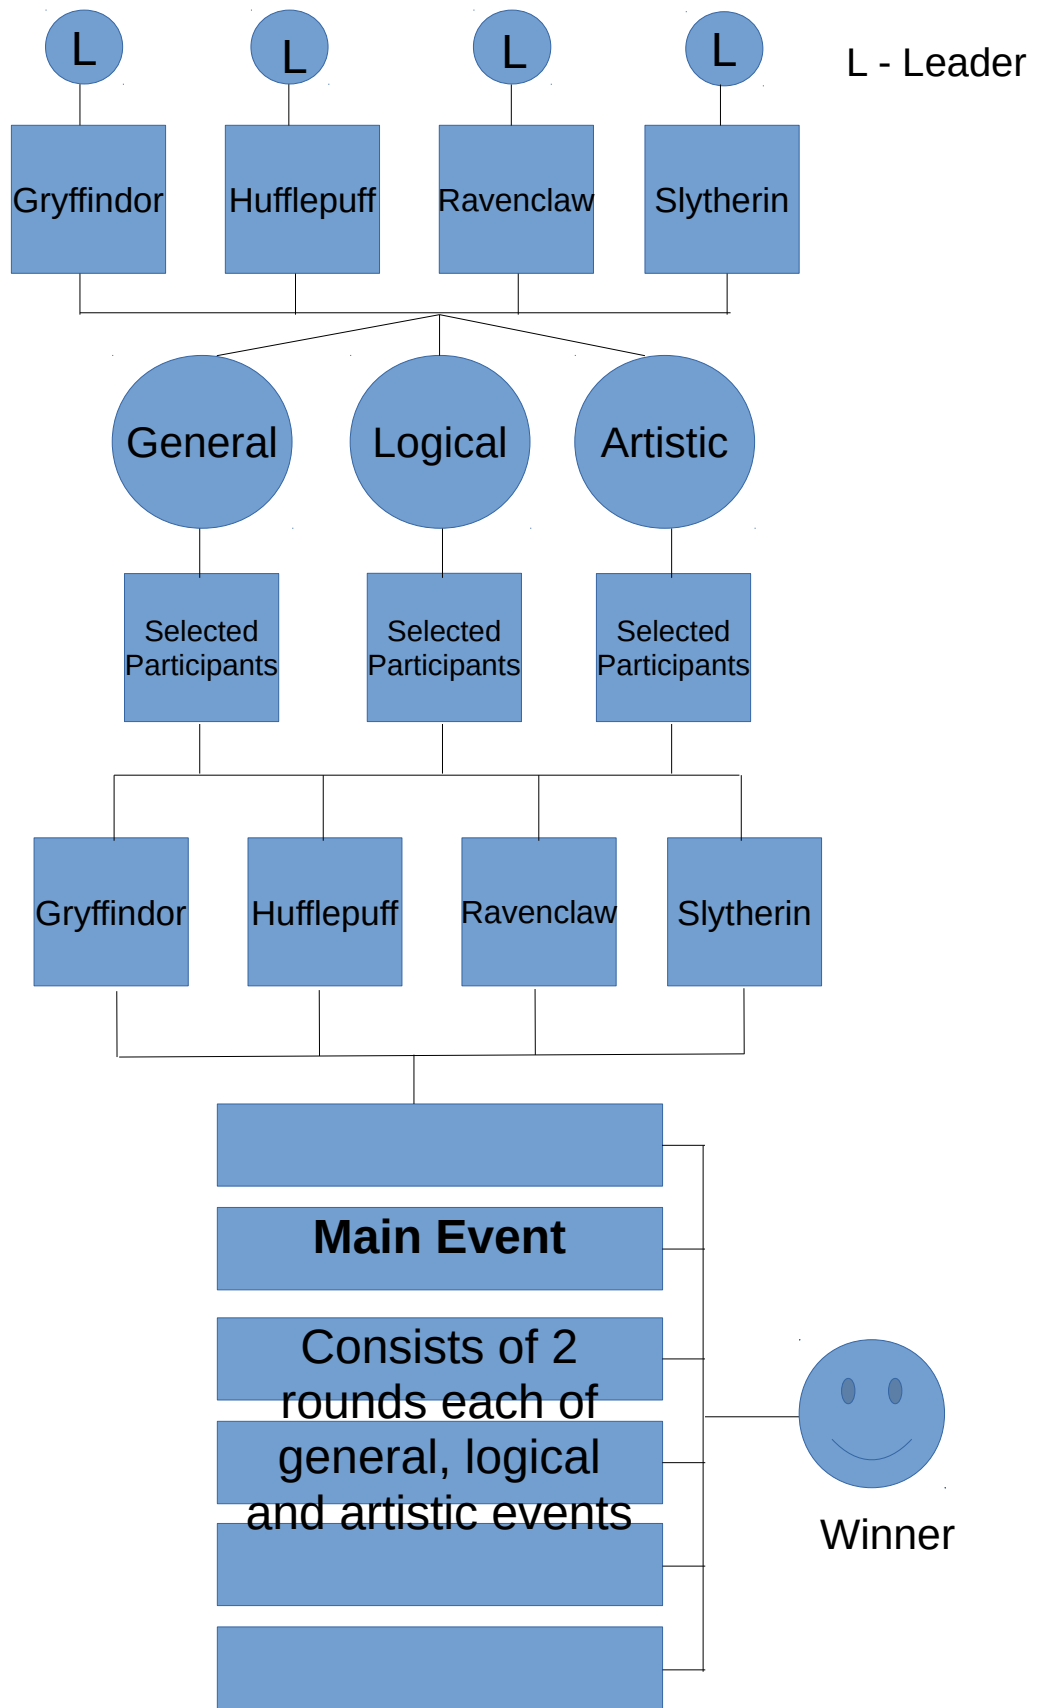 L
L
L
L
L - Leader
Gryffindor
Hufflepuff
Ravenclaw
Slytherin
General
Logical
Artistic
Selected
Participants
Selected
Participants
Selected
Participants
Gryffindor
Hufflepuff
Ravenclaw
Slytherin
Main Event
Consists of 2
rounds each of
general, logical
and artistic events
Winner